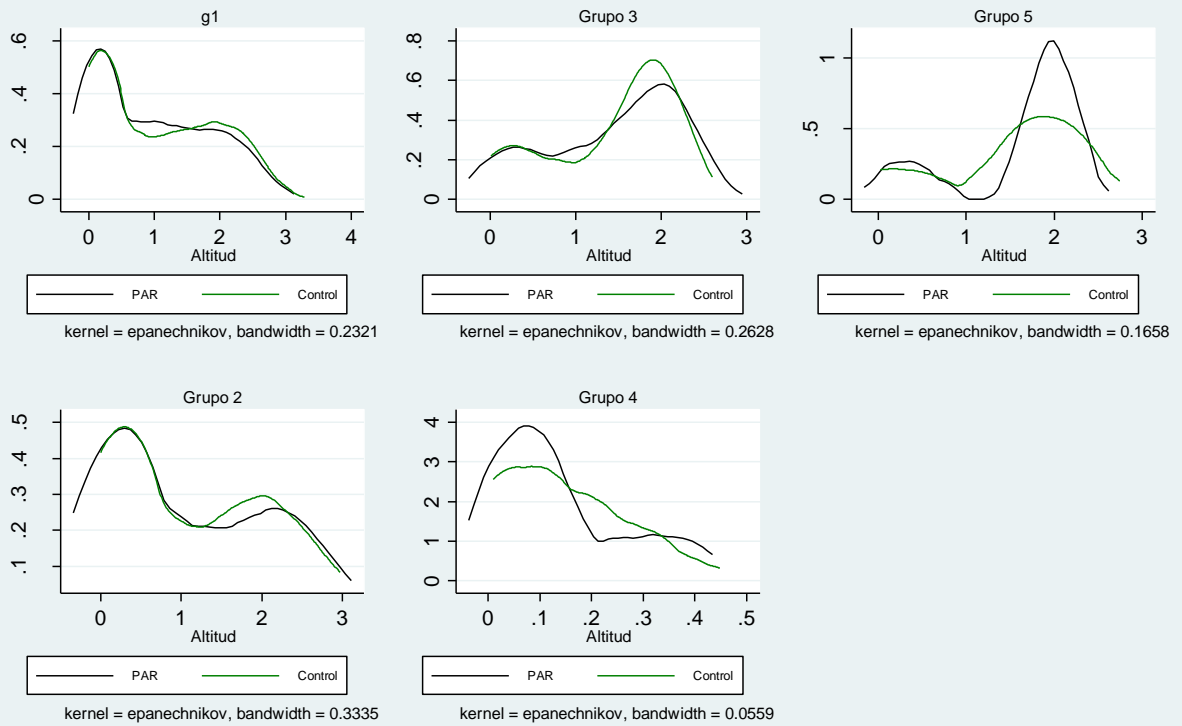 g1
.6
.4
.2
0
0 1 2 3 4
Altitud
PAR Control
kernel = epanechnikov, bandwidth = 0.2321
Grupo 3
.8
.6
.4
.2
0
0 1 2 3
Altitud
PAR Control
kernel = epanechnikov, bandwidth = 0.2628
Grupo 5
1
.5
0
0 1 2 3
Altitud
PAR Control
kernel = epanechnikov, bandwidth = 0.1658
Grupo 2
.5
.4
.3
.2
.1
0 1 2 3
Altitud
PAR Control
kernel = epanechnikov, bandwidth = 0.3335
Grupo 4
4
3
2
1
0
0 .1 .2 .3 .4 .5
Altitud
PAR Control
kernel = epanechnikov, bandwidth = 0.0559